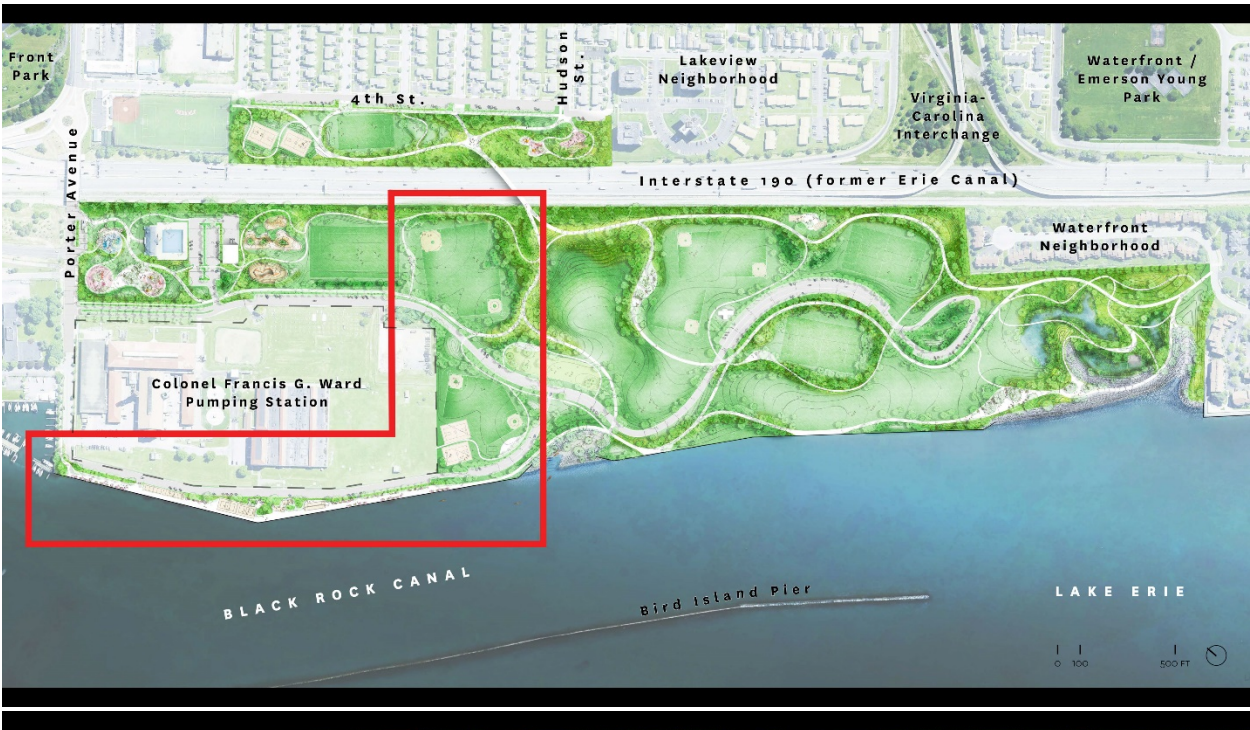 Front
Park
4th St.
Hudson
St.
Lakeview
Neighborhood
Virginia-
Carolina
Interchange
Waterfront /
Emerson Young
Park
Porter Avenue
Interstate 190 (former Erie Canal)
Waterfront
Neighborhood
Colonel Francis G. Ward
Pumping Station
BLACK ROCK CANAL
Bird Island Pier
LAKE ERIE
0 100 500 FT